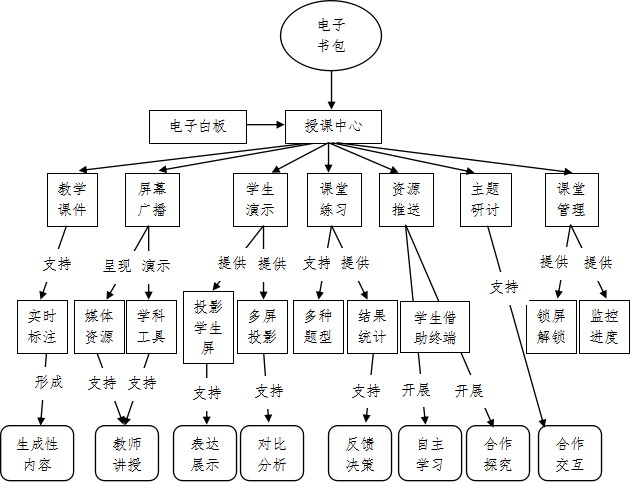 电子
书包
电子白板
授课中心
教学
课件
屏幕
广播
学生
演示
课堂
练习
资源
推送
主题
研讨
课堂
管理
支持
呈现
演示
提供
提供
支持
提供
支持
提供
提供
实时
标注
媒体
资源
学科
工具
投影
学生
屏
多屏
投影
多种
题型
结果
统计
学生借
助终端
锁屏
解锁
监控
进度
形成
支持
支持
支持
支持
支持
开展
开展
生成性
内容
教师
讲授
表达
展示
对比
分析
反馈
决策
自主
学习
合作
探究
合作
交互